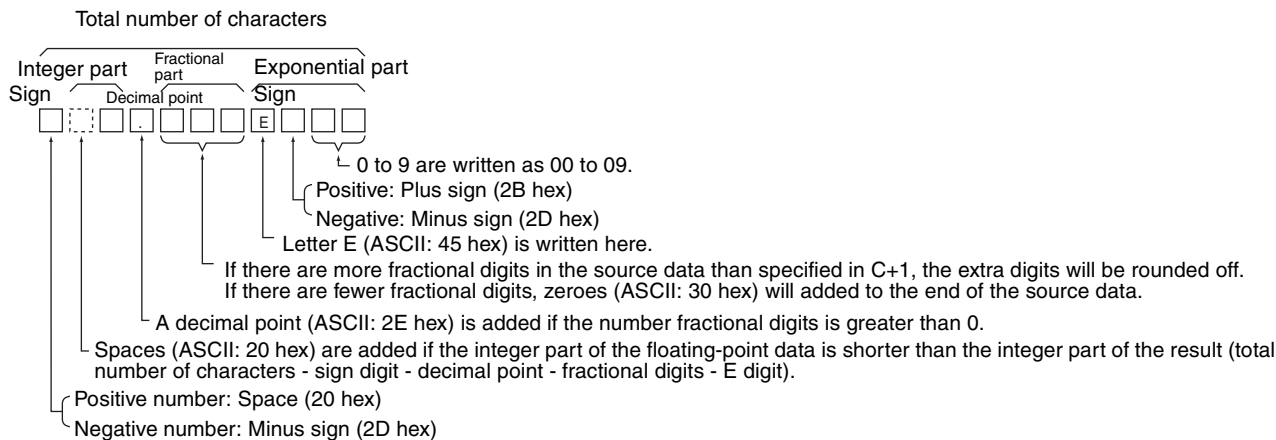 Total number of characters
Fractional
part
Integer part
Exponential part
Sign
Decimal point
Sign
.
E
0 to 9 are written as 00 to 09.
Positive: Plus sign (2B hex)
Negative: Minus sign (2D hex)
Letter E (ASCII: 45 hex) is written here.
If there are more fractional digits in the source data than specified in C+1, the extra digits will be rounded off.
If there are fewer fractional digits, zeroes (ASCII: 30 hex) will added to the end of the source data.
A decimal point (ASCII: 2E hex) is added if the number fractional digits is greater than 0.
Spaces (ASCII: 20 hex) are added if the integer part of the floating-point data is shorter than the integer part of the result (total
number of characters - sign digit - decimal point - fractional digits - E digit).
Positive number: Space (20 hex)
Negative number: Minus sign (2D hex)